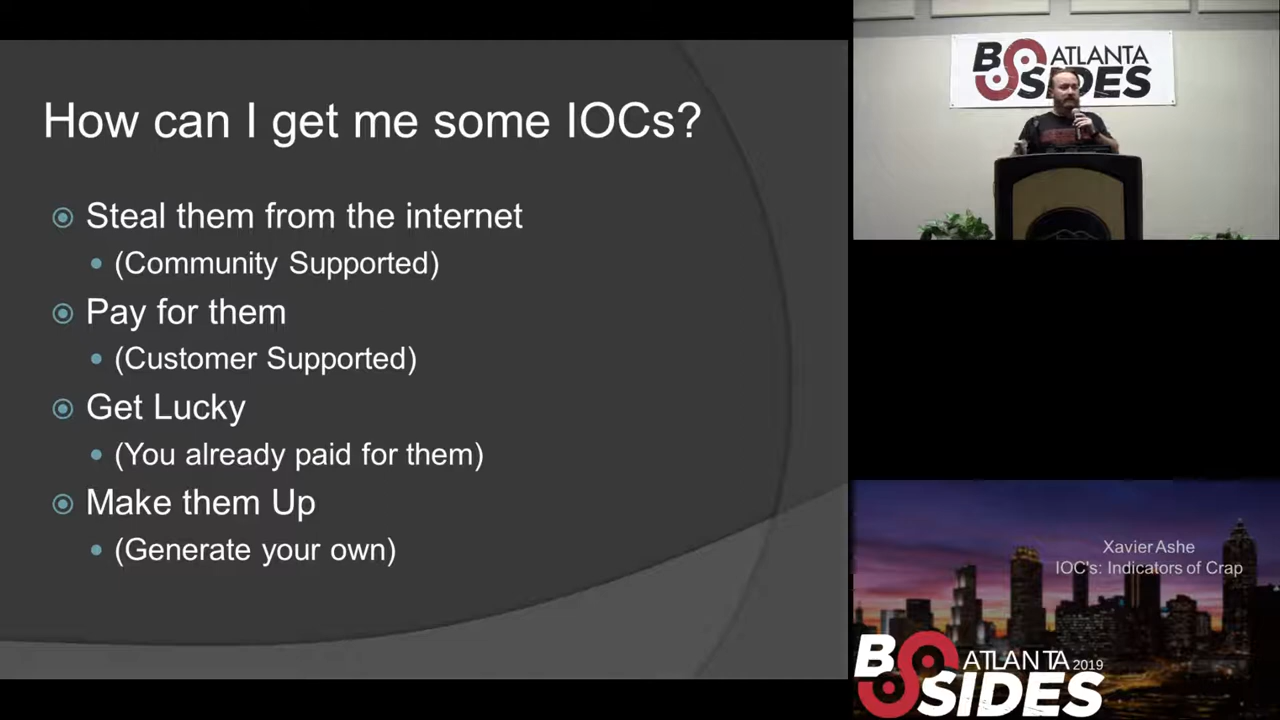 How can I get me some IOCs?
Steal them from the internet
(Community Supported)
Pay for them
(Customer Supported)
Get Lucky
(You already paid for them)
Make them Up
(Generate your own)
BSIDES ATLANTA
Xavier Ashe
IOC's: Indicators of Crap
BSIDES ATLANTA 2019